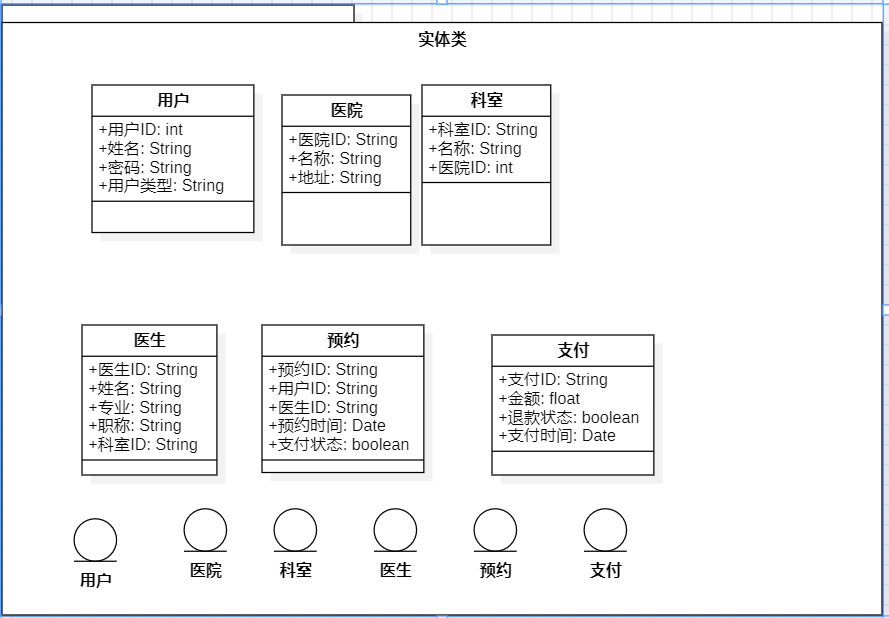 实体类
用户
+用户ID: int
+姓名: String
+密码: String
+用户类型: String
医院
+医院ID: String
+名称: String
+地址: String
科室
+科室ID: String
+名称: String
+医院ID: int
医生
+医生ID: String
+姓名: String
+专业: String
+职称: String
+科室ID: String
预约
+预约ID: String
+用户ID: String
+医生ID: String
+预约时间: Date
+支付状态: boolean
支付
+支付ID: String
+金额: float
+退款状态: boolean
+支付时间: Date
用户
医院
科室
医生
预约
支付